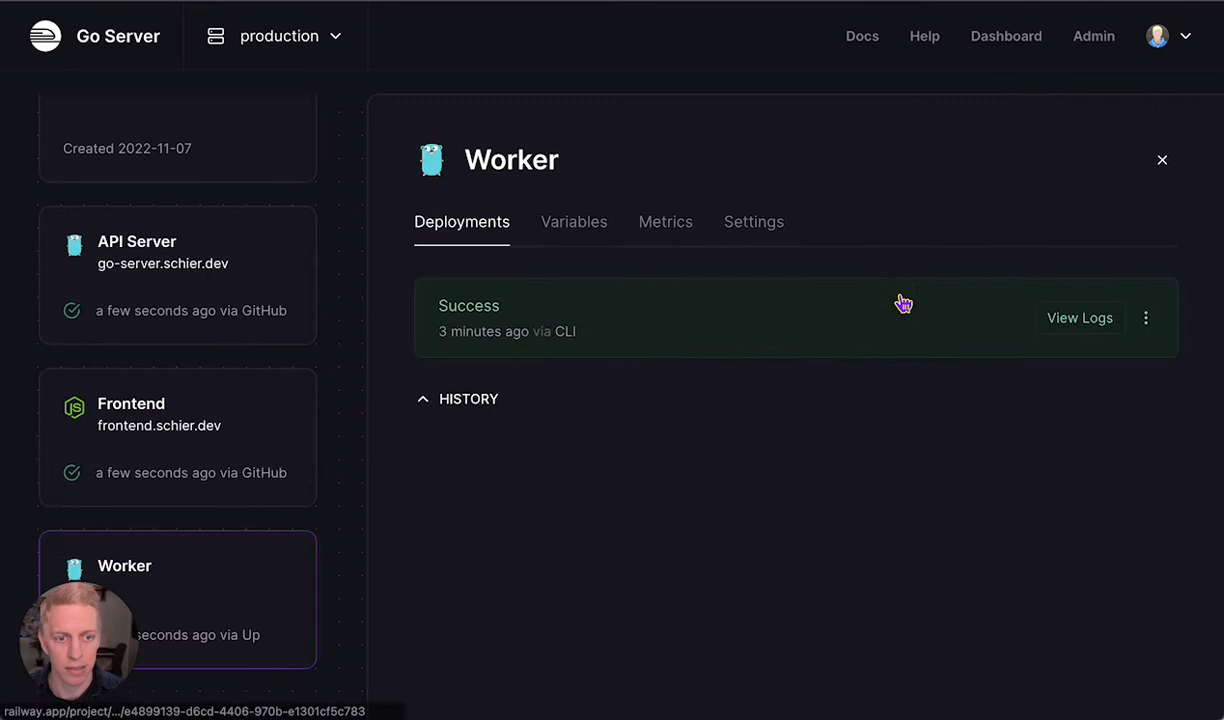 Go Server
production
Docs
Help
Dashboard
Admin
Created 2022-11-07
API Server
go-server.schier.dev
a few seconds ago via GitHub
Frontend
frontend.schier.dev
a few seconds ago via GitHub
Worker
seconds ago via Up
Worker
Deployments
Variables
Metrics
Settings
Success
3 minutes ago via CLI
View Logs
HISTORY
railway.app/project/.../e4899139-d6cd-4406-970b-e1301cf5c783